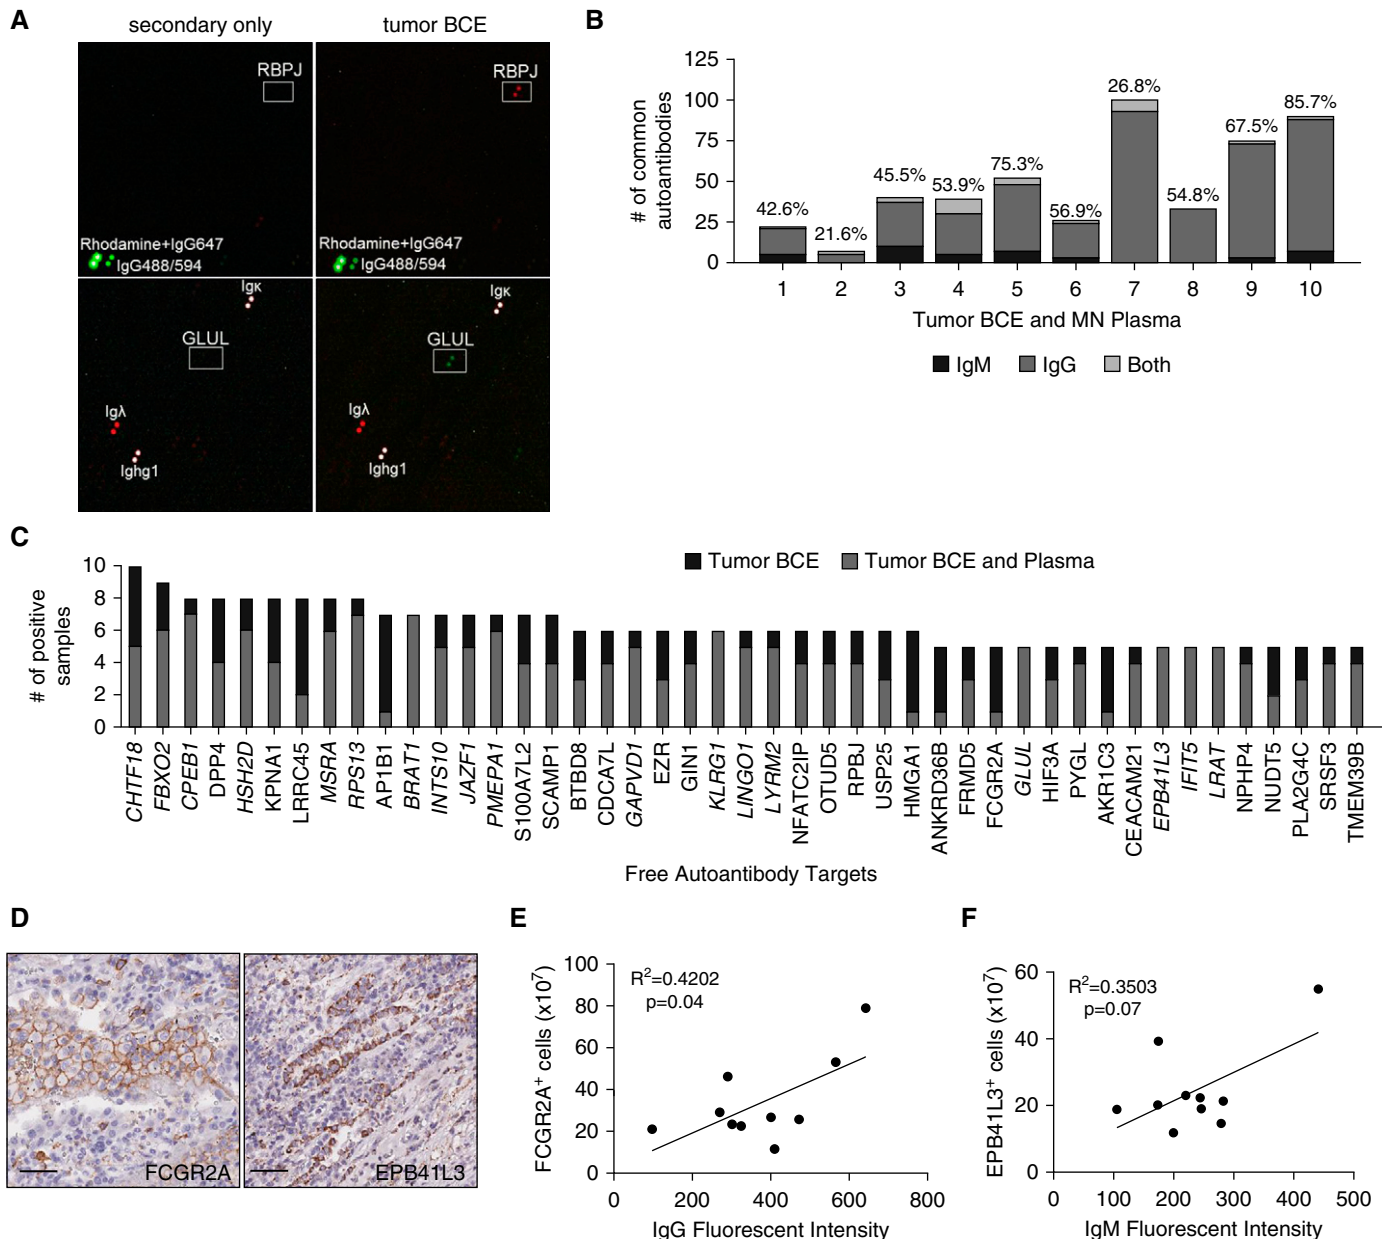 A
secondary only
tumor BCE
RBPJ
RBPJ
Rhodamine+IgG647
IgG488/594
Rhodamine+IgG647
IgG488/594
Igκ
Igκ
GLUL
GLUL
Igλ
Igλ
Ighg1
Ighg1
B
# of common
autoantibodies
125
100
75
50
25
0
42.6%
21.6%
45.5%
53.9%
75.3%
56.9%
26.8%
54.8%
67.5%
85.7%
1 2 3 4 5 6 7 8 9 10
Tumor BCE and MN Plasma
IgM IgG Both
C
Tumor BCE Tumor BCE and Plasma
# of positive
samples
10
8
6
4
2
0
CHTF18
FBXO2
CPEB1
DPP4
HSH2D
KPNA1
LRRC45
MSRA
RPS13
AP1B1
BRAT1
INTS10
JAZF1
PMEPA1
S100A7L2
SCAMP1
BTBD8
CDCA7L
GAPVD1
EZR
GIN1
KLRG1
LINGO1
LYRM2
NFATC2IP
OTUD5
RPBJ
USP25
HMGA1
ANKRD36B
FRMD5
FCGR2A
GLUL
HIF3A
PYGL
AKR1C3
CEACAM21
EPB41L3
IFIT5
LRAT
NPHP4
NUDT5
PLA2G4C
SRSF3
TMEM39B
Free Autoantibody Targets
D
FCGR2A
EPB41L3
E
FCGR2A+ cells (x10⁷)
100
80
60
40
20
0
R²=0.4202
p=0.04
0 200 400 600 800
IgG Fluorescent Intensity
F
EPB41L3⁺ cells (x10⁷)
60
40
20
0
R²=0.3503
p=0.07
0 100 200 300 400 500
IgM Fluorescent Intensity